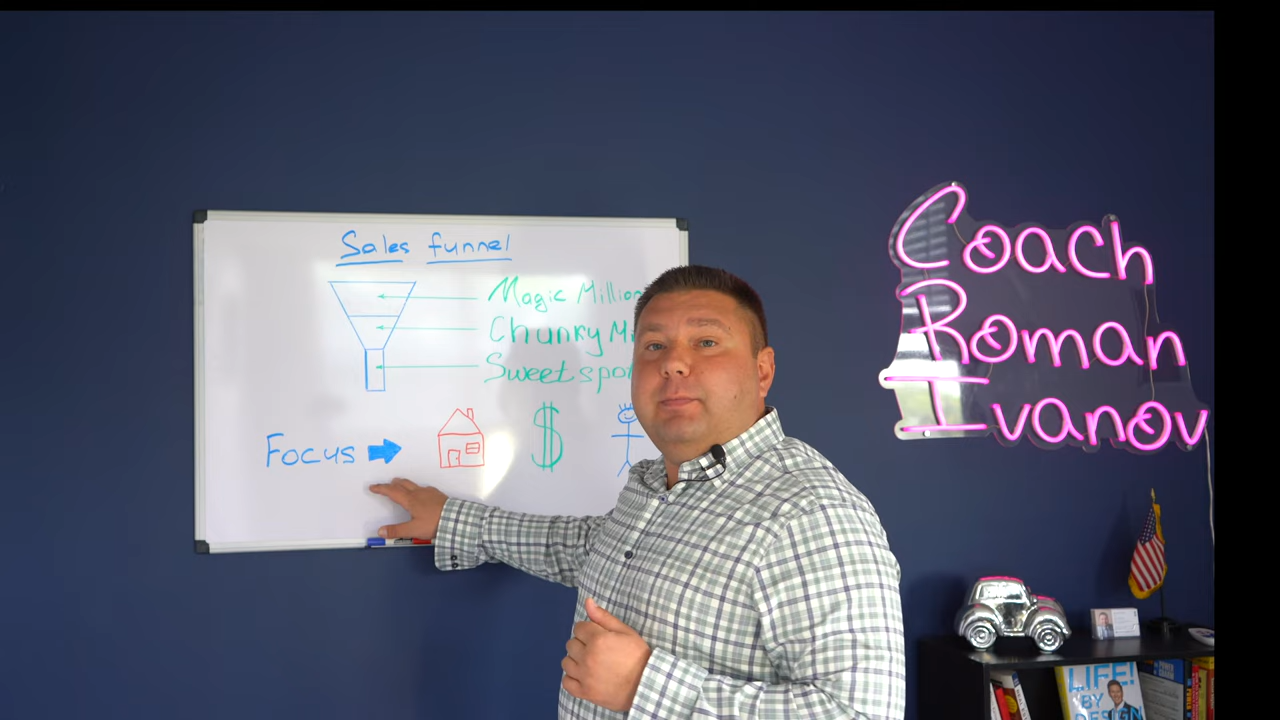 Sales funnel
Magic Million
Chunky
Sweet spo
Focus
Coach
Roman
Ivanov
LIFE!
BY
DESIGN